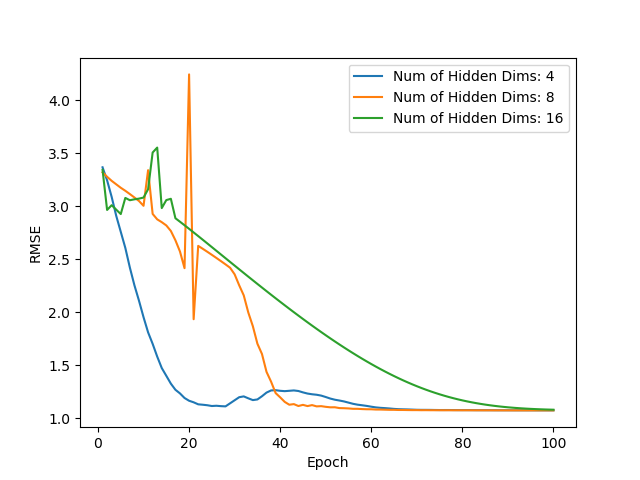 Num of Hidden Dims: 4
Num of Hidden Dims: 8
Num of Hidden Dims: 16
4.0
3.5
3.0
2.5
2.0
1.5
1.0
RMSE
0 20 40 60 80 100
Epoch